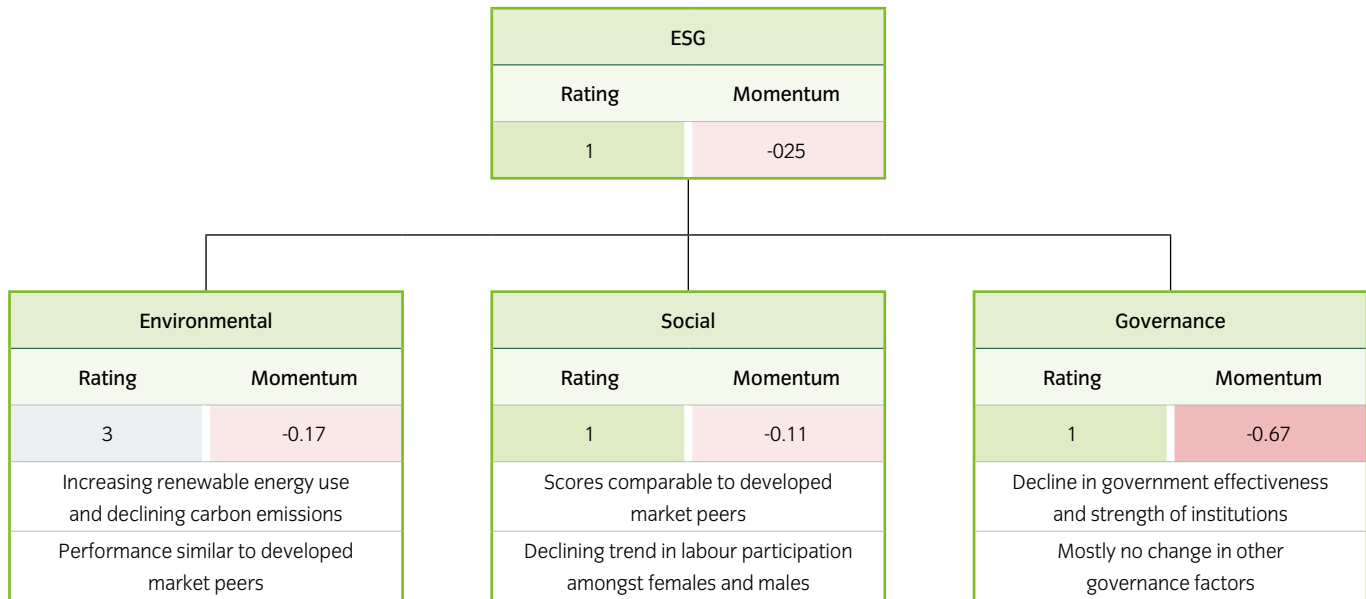 ESG
Rating Momentum
1 -025
Environmental
Rating Momentum
3 -0.17
Increasing renewable energy use
and declining carbon emissions
Performance similar to developed
market peers
Social
Rating Momentum
1 -0.11
Scores comparable to developed
market peers
Declining trend in labour participation
amongst females and males
Governance
Rating Momentum
1 -0.67
Decline in government effectiveness
and strength of institutions
Mostly no change in other
governance factors